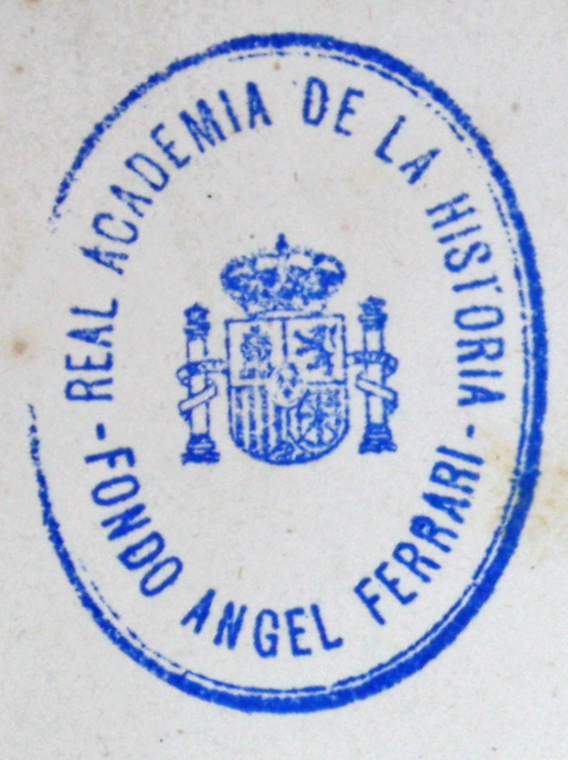 REAL ACADEMIA DE LA HISTORIA
- FONDO ANGEL FERRARI -